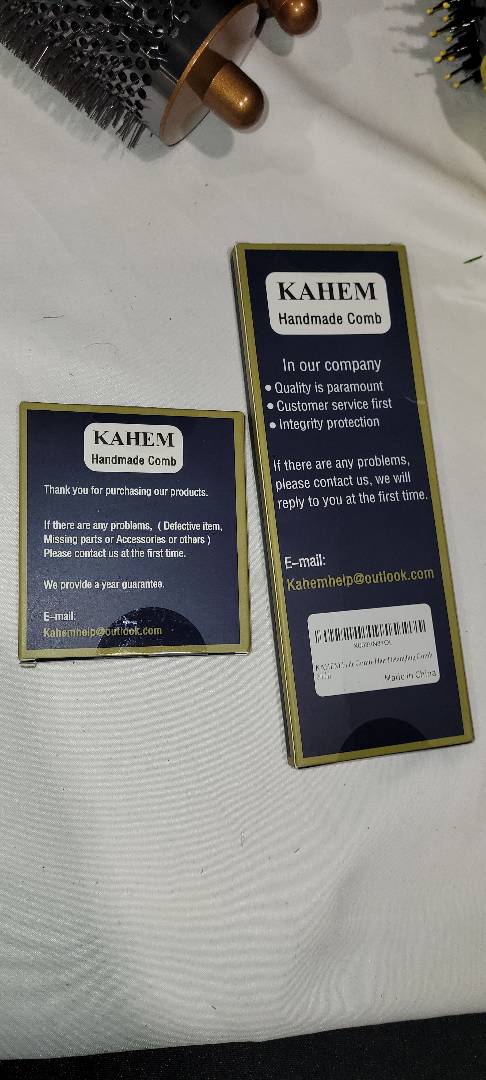 KAHEM
Handmade Comb
Thank you for purchasing our products.
If there are any problems, ( Defective item,
Missing parts or Accessories or others )
Please contact us at the first time.
We provide a year guarantee.
E-mail:
Kahemhelp@outlook.com
KAHEM
Handmade Comb
In our company
• Quality is paramount
• Customer service first
• Integrity protection
If there are any problems,
please contact us, we will
reply to you at the first time.
E-mail:
Kahemhelp@outlook.com
Made in China